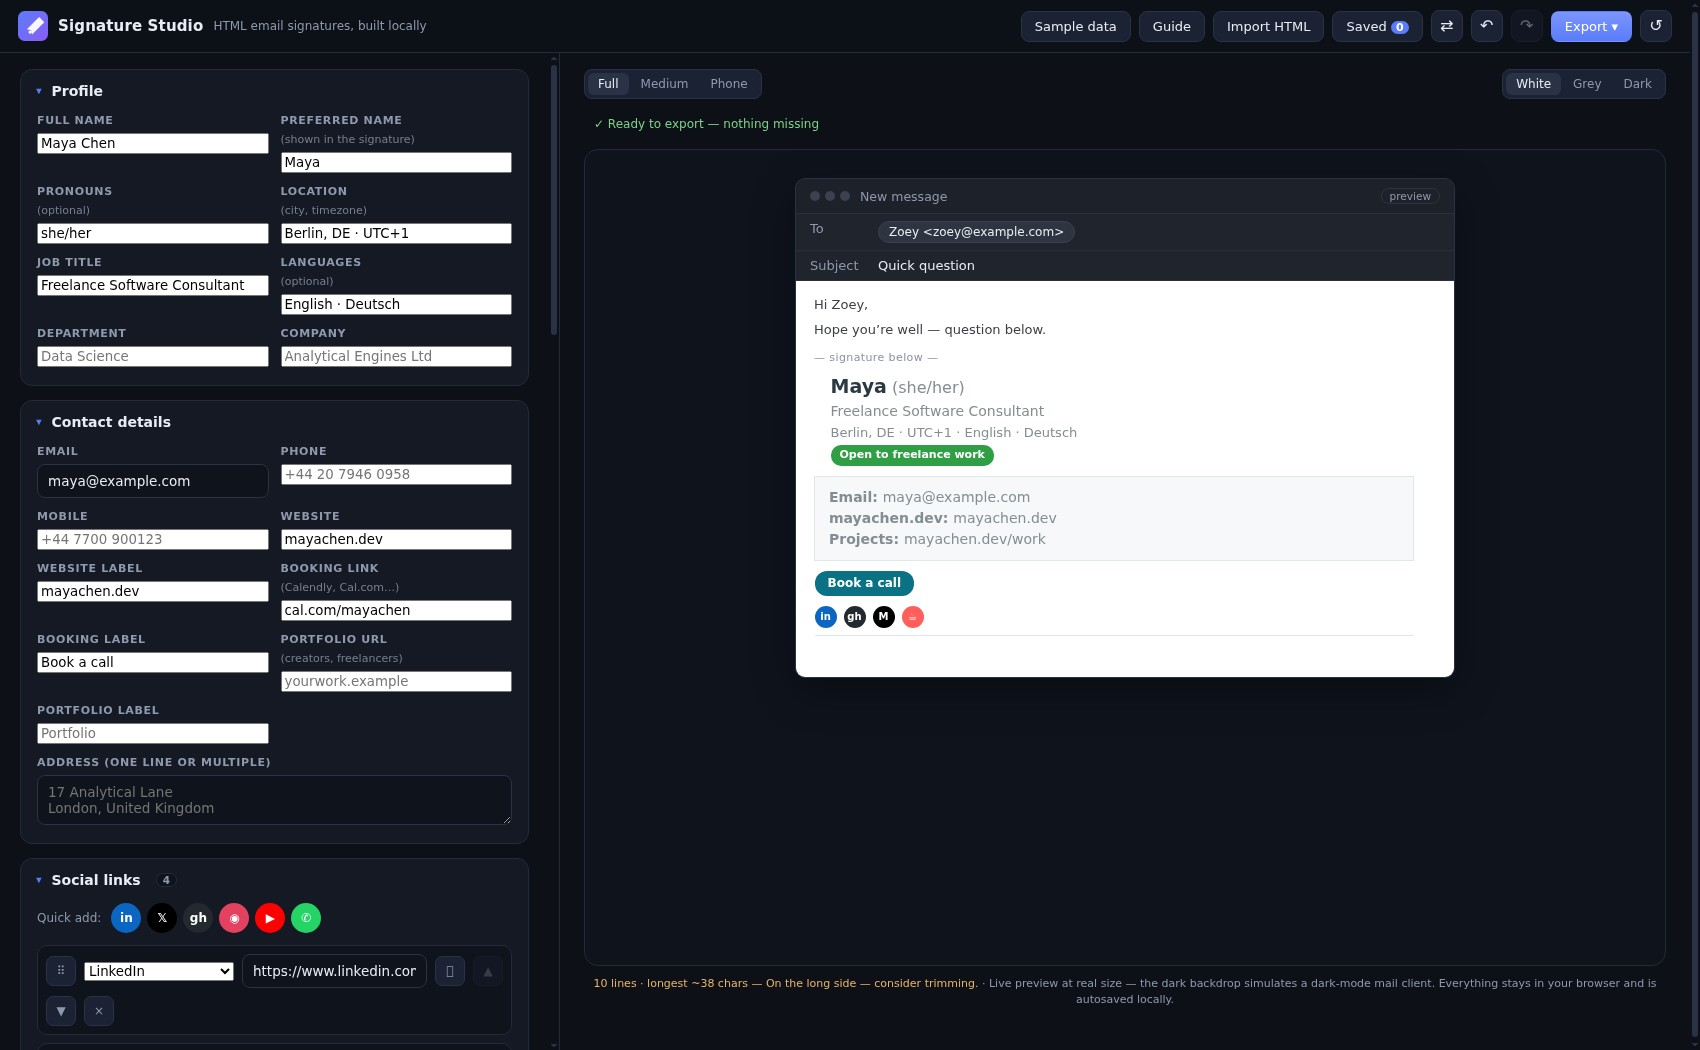 Signature Studio HTML email signatures, built locally
Sample data Guide Import HTML Saved 0 ⇄ ↶ ↷ Export ▾ ↺
▾ Profile
FULL NAME
Maya Chen
PREFERRED NAME
(shown in the signature)
Maya
PRONOUNS
(optional)
she/her
LOCATION
(city, timezone)
Berlin, DE · UTC+1
JOB TITLE
Freelance Software Consultant
LANGUAGES
(optional)
English · Deutsch
DEPARTMENT
Data Science
COMPANY
Analytical Engines Ltd
▾ Contact details
EMAIL
maya@example.com
PHONE
+44 20 7946 0958
MOBILE
+44 7700 900123
WEBSITE
mayachen.dev
WEBSITE LABEL
mayachen.dev
BOOKING LINK
(Calendly, Cal.com…)
cal.com/mayachen
BOOKING LABEL
Book a call
PORTFOLIO URL
(creators, freelancers)
yourwork.example
PORTFOLIO LABEL
Portfolio
ADDRESS (ONE LINE OR MULTIPLE)
17 Analytical Lane
London, United Kingdom
▾ Social links 4
Quick add: in 𝕏 gh ◉ ▶ ✆
LinkedIn https://www.linkedin.cor ▲
▼ ×
Full Medium Phone
White Grey Dark
✓ Ready to export — nothing missing
New message preview
To Zoey <zoey@example.com>
Subject Quick question
Hi Zoey,
Hope you’re well — question below.
— signature below —
Maya (she/her)
Freelance Software Consultant
Berlin, DE · UTC+1 · English · Deutsch
Open to freelance work
Email: maya@example.com
mayachen.dev: mayachen.dev
Projects: mayachen.dev/work
Book a call
in gh M
10 lines · longest ~38 chars — On the long side — consider trimming. · Live preview at real size — the dark backdrop simulates a dark-mode mail client. Everything stays in your browser and is
autosaved locally.